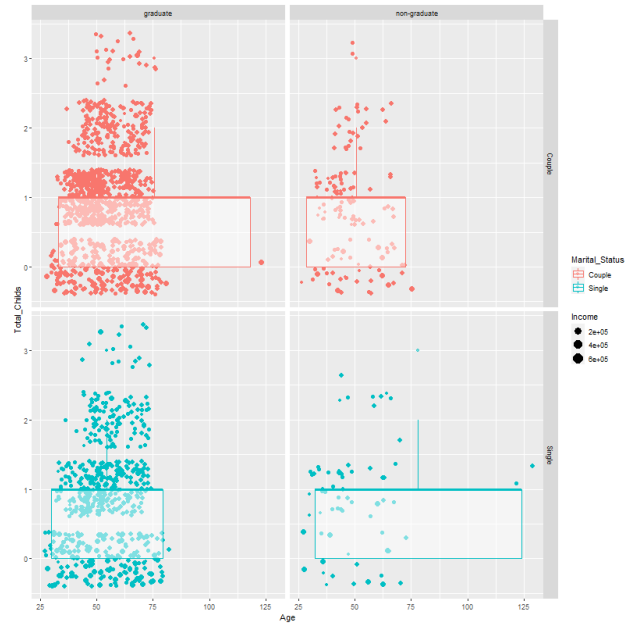 graduate
non-graduate
Couple
Single
3
2
1
0
3
2
1
0
Total_Childs
25 50 75 100 125
25 50 75 100 125
Age
Marital_Status
Couple
Single
Income
2e+05
4e+05
6e+05